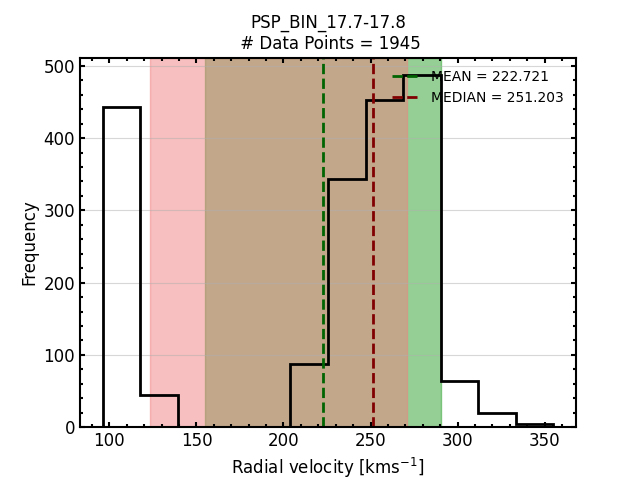 PSP_BIN_17.7-17.8
# Data Points = 1945
MEAN = 222.721
MEDIAN = 251.203
Frequency
500
400
300
200
100
0
100 150 200 250 300 350
Radial velocity [kms⁻¹]